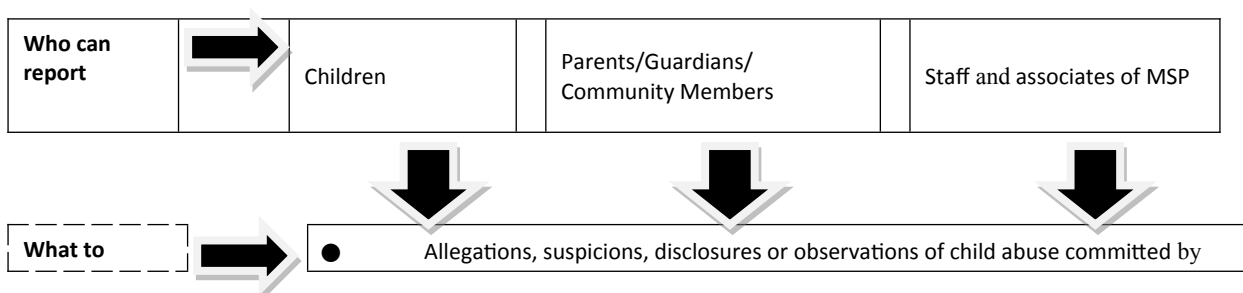 Who can
report
Children
Parents/Guardians/
Community Members
Staff and associates of MSP
What to
● Allegations, suspicions, disclosures or observations of child abuse committed by